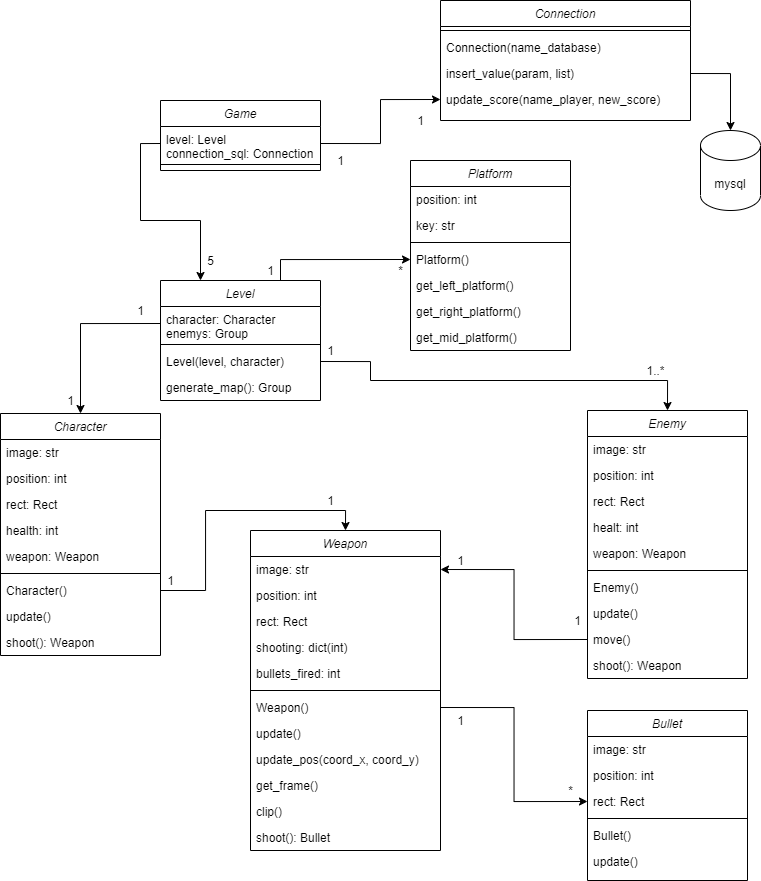 Connection
Connection(name_database)
insert_value(param, list)
update_score(name_player, new_score)
1
mysql
Game
level: Level
connection_sql: Connection
1
Platform
position: int
key: str
Platform()
get_left_platform()
get_right_platform()
get_mid_platform()
5
1
*
Level
character: Character
enemys: Group
Level(level, character)
generate_map(): Group
1
1
1
1..*
Character
image: str
position: int
rect: Rect
health: int
weapon: Weapon
Character()
update()
shoot(): Weapon
1
1
Enemy
image: str
position: int
rect: Rect
healt: int
weapon: Weapon
Enemy()
update()
move()
shoot(): Weapon
1
1
Weapon
image: str
position: int
rect: Rect
shooting: dict(int)
bullets_fired: int
Weapon()
update()
update_pos(coord_x, coord_y)
get_frame()
clip()
shoot(): Bullet
1
*
Bullet
image: str
position: int
rect: Rect
Bullet()
update()